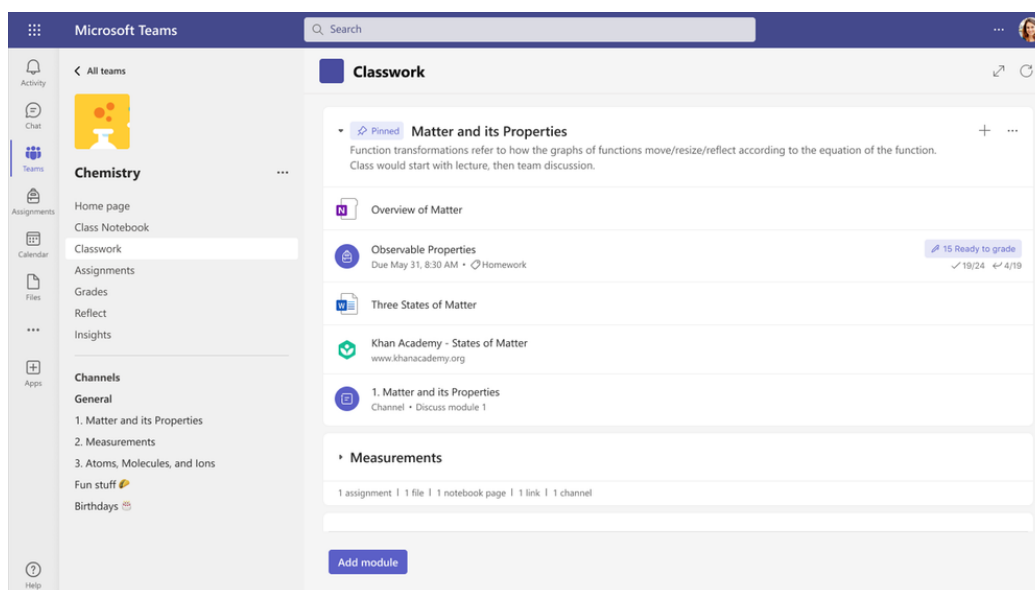 Microsoft Teams
Search
Activity
Chat
Teams
Assignments
Calendar
Files
Apps
Help
All teams
Chemistry
Home page
Class Notebook
Classwork
Assignments
Grades
Reflect
Insights
Channels
General
1. Matter and its Properties
2. Measurements
3. Atoms, Molecules, and Ions
Fun stuff 🌮
Birthdays 🎂
Classwork
Pinned Matter and its Properties
Function transformations refer to how the graphs of functions move/resize/reflect according to the equation of the function.
Class would start with lecture, then team discussion.
N Overview of Matter
Observable Properties
Due May 31, 8:30 AM • Homework
15 Ready to grade
19/24 4/19
W Three States of Matter
Khan Academy - States of Matter
www.khanacademy.org
1. Matter and its Properties
Channel • Discuss module 1
Measurements
1 assignment | 1 file | 1 notebook page | 1 link | 1 channel
Add module